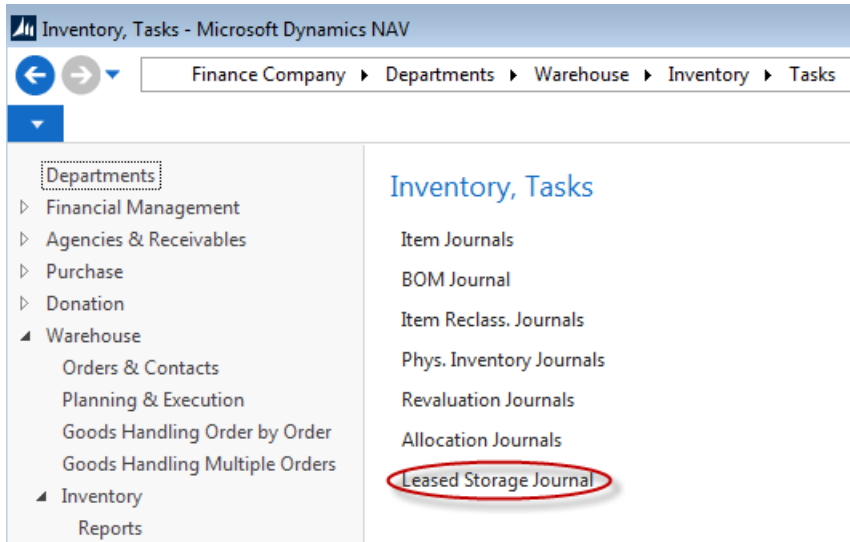 Inventory, Tasks - Microsoft Dynamics NAV
Finance Company Departments Warehouse Inventory Tasks
Departments
Financial Management
Agencies & Receivables
Purchase
Donation
Warehouse
Orders & Contacts
Planning & Execution
Goods Handling Order by Order
Goods Handling Multiple Orders
Inventory
Reports
Inventory, Tasks
Item Journals
BOM Journal
Item Reclass. Journals
Phys. Inventory Journals
Revaluation Journals
Allocation Journals
Leased Storage Journal